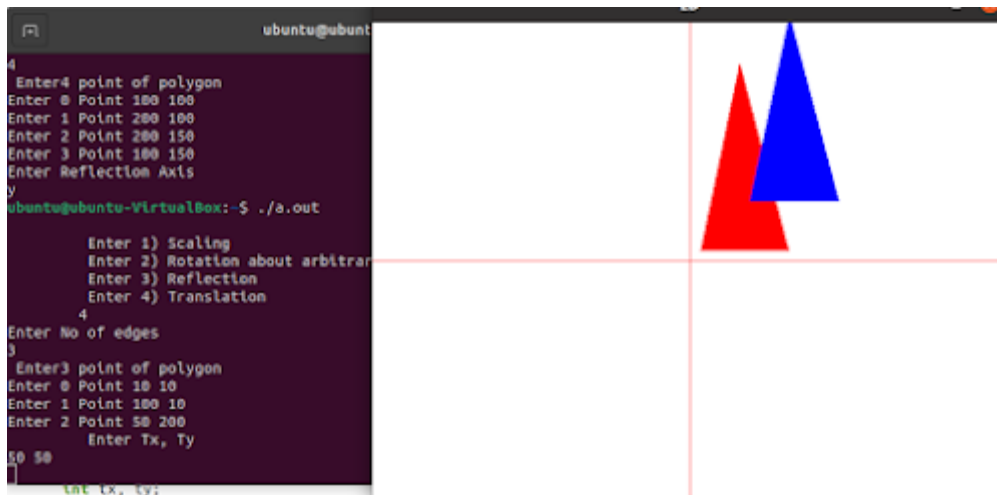 ubuntu@ubunt
4
Enter4 point of polygon
Enter 0 Point 100 100
Enter 1 Point 200 100
Enter 2 Point 200 150
Enter 3 Point 100 150
Enter Reflection Axis
y
ubuntu@ubuntu-VirtualBox:~$ ./a.out
Enter 1) Scaling
Enter 2) Rotation about arbitrar
Enter 3) Reflection
Enter 4) Translation
4
Enter No of edges
3
Enter3 point of polygon
Enter 0 Point 10 10
Enter 1 Point 100 10
Enter 2 Point 50 200
Enter Tx, Ty
50 50
int tx, ty;